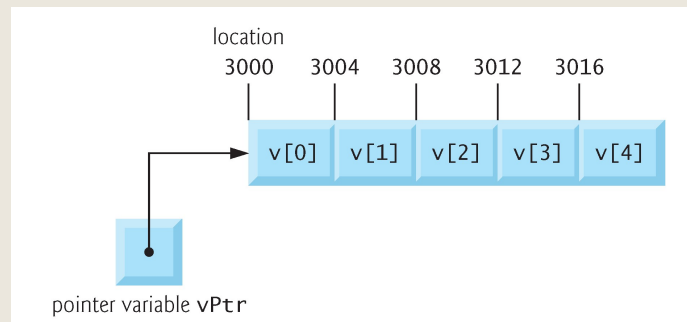 location
3000 3004 3008 3012 3016
v[0] v[1] v[2] v[3] v[4]
pointer variable vPtr